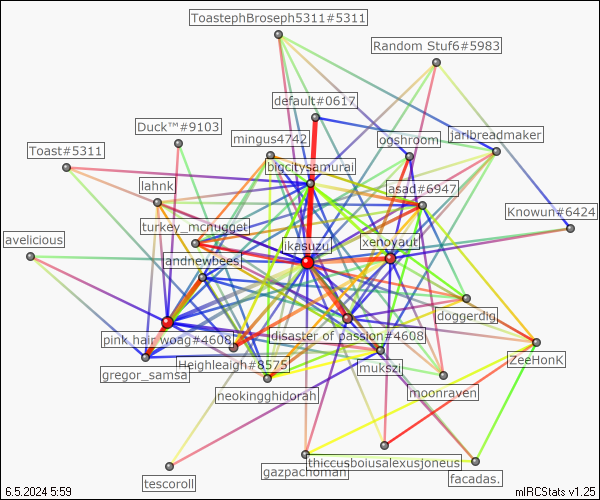 ToastephBroseph5311#5311
Random Stuf6#5983
default#0617
Duck™#9103
mingus4742
ogshroom
jaribreadmaker
Toast#5311
bigcitysamurai
lahnk
asad#6947
Knowun#6424
turkey_mcnugget
avelicious
ikasuzu
xenoyaut
andnewbees
doggerdig_
pink hair woag#4608
disaster of passion#4608
ZeeHonK
gregor_samsa
Heighleaigh#8575
mukszi
neokingghidorah
moonraven
tescoroll
gazpachoman
thiccusboiusalexusjoneus
facadas.
6.5.2024 5:59
mIRCStats v1.25